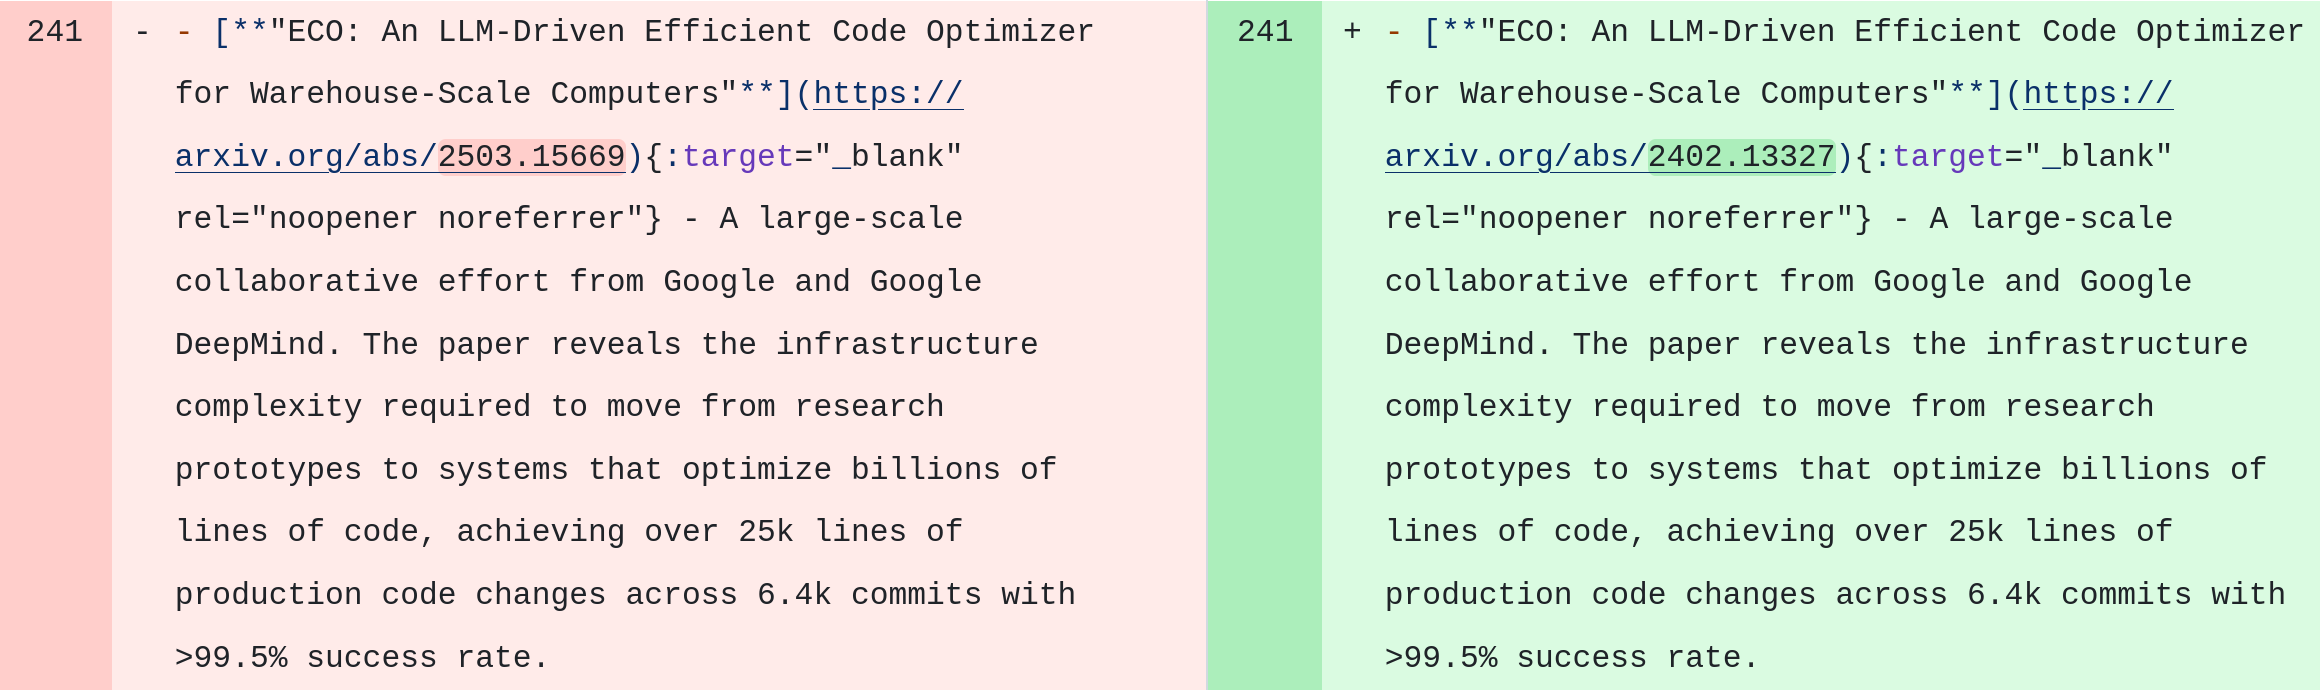 241 - - [**"ECO: An LLM-Driven Efficient Code Optimizer
for Warehouse-Scale Computers"**](https://
arxiv.org/abs/2503.15669){:target="_blank"
rel="noopener noreferrer"} - A large-scale
collaborative effort from Google and Google
DeepMind. The paper reveals the infrastructure
complexity required to move from research
prototypes to systems that optimize billions of
lines of code, achieving over 25k lines of
production code changes across 6.4k commits with
>99.5% success rate.
241 + - [**"ECO: An LLM-Driven Efficient Code Optimizer
for Warehouse-Scale Computers"**](https://
arxiv.org/abs/2402.13327){:target="_blank"
rel="noopener noreferrer"} - A large-scale
collaborative effort from Google and Google
DeepMind. The paper reveals the infrastructure
complexity required to move from research
prototypes to systems that optimize billions of
lines of code, achieving over 25k lines of
production code changes across 6.4k commits with
>99.5% success rate.